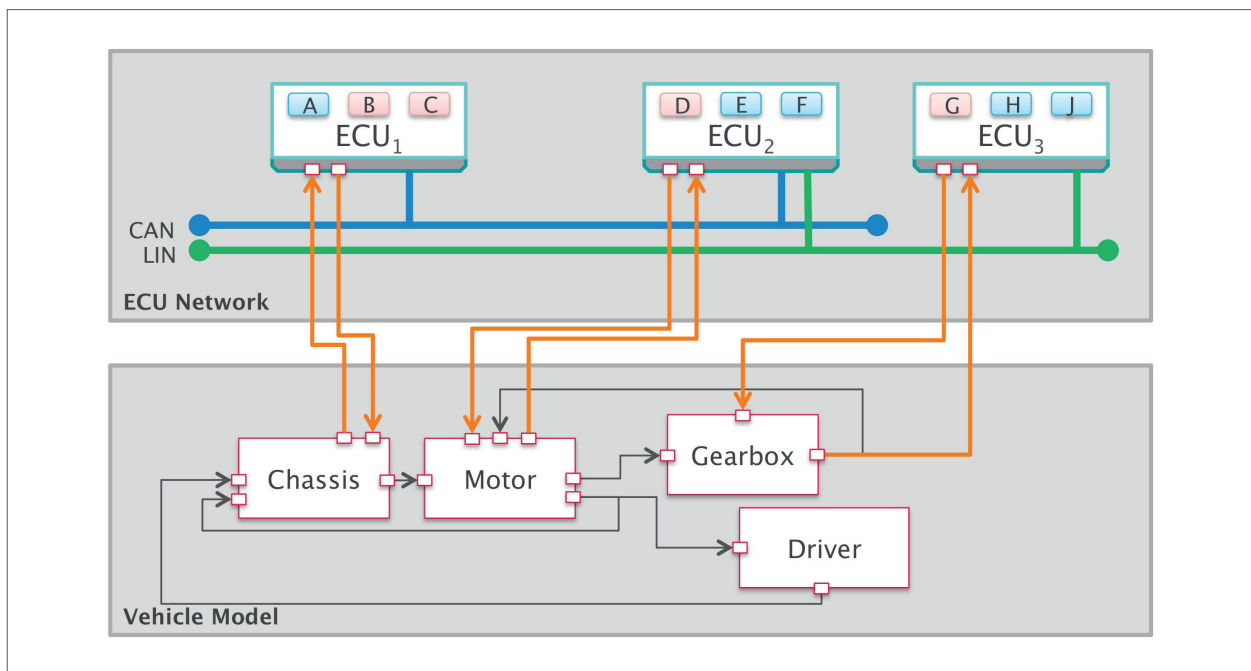 A B C
ECU1
D E F
ECU2
G H J
ECU3
CAN
LIN
ECU Network
Chassis
Motor
Gearbox
Driver
Vehicle Model